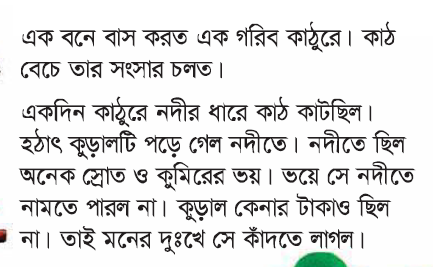 এক বনে বাস করত এক গরিব কাঠুরে। কাঠ
বেচে তার সংসার চলত।
একদিন কাঠুরে নদীর ধারে কাঠ কাটছিল।
হঠাৎ কুড়ালটি পড়ে গেল নদীতে। নদীতে ছিল
অনেক স্রোত ও কুমিরের ভয়। ভয়ে সে নদীতে
নামতে পারল না। কুড়াল কেনার টাকাও ছিল
না। তাই মনের দুঃখে সে কাঁদতে লাগল।